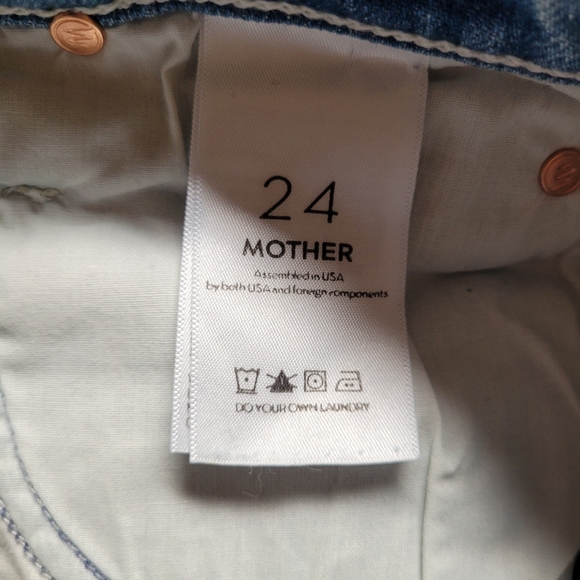 24
MOTHER
Assembled in USA
by both USA and foreign components
DO YOUR OWN LAUNDRY